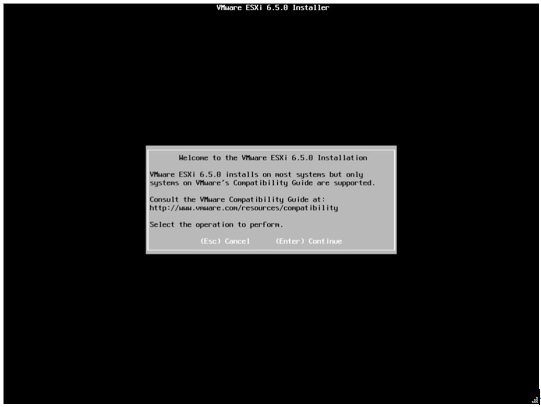 VMware ESXi 6.5.0 Installer
Welcome to the VMware ESXi 6.5.0 Installation
VMware ESXi 6.5.0 installs on most systems but only
systems on VMware's Compatibility Guide are supported.
Consult the VMware Compatibility Guide at:
http://www.vmware.com/resources/compatibility
Select the operation to perform.
(Esc) Cancel (Enter) Continue